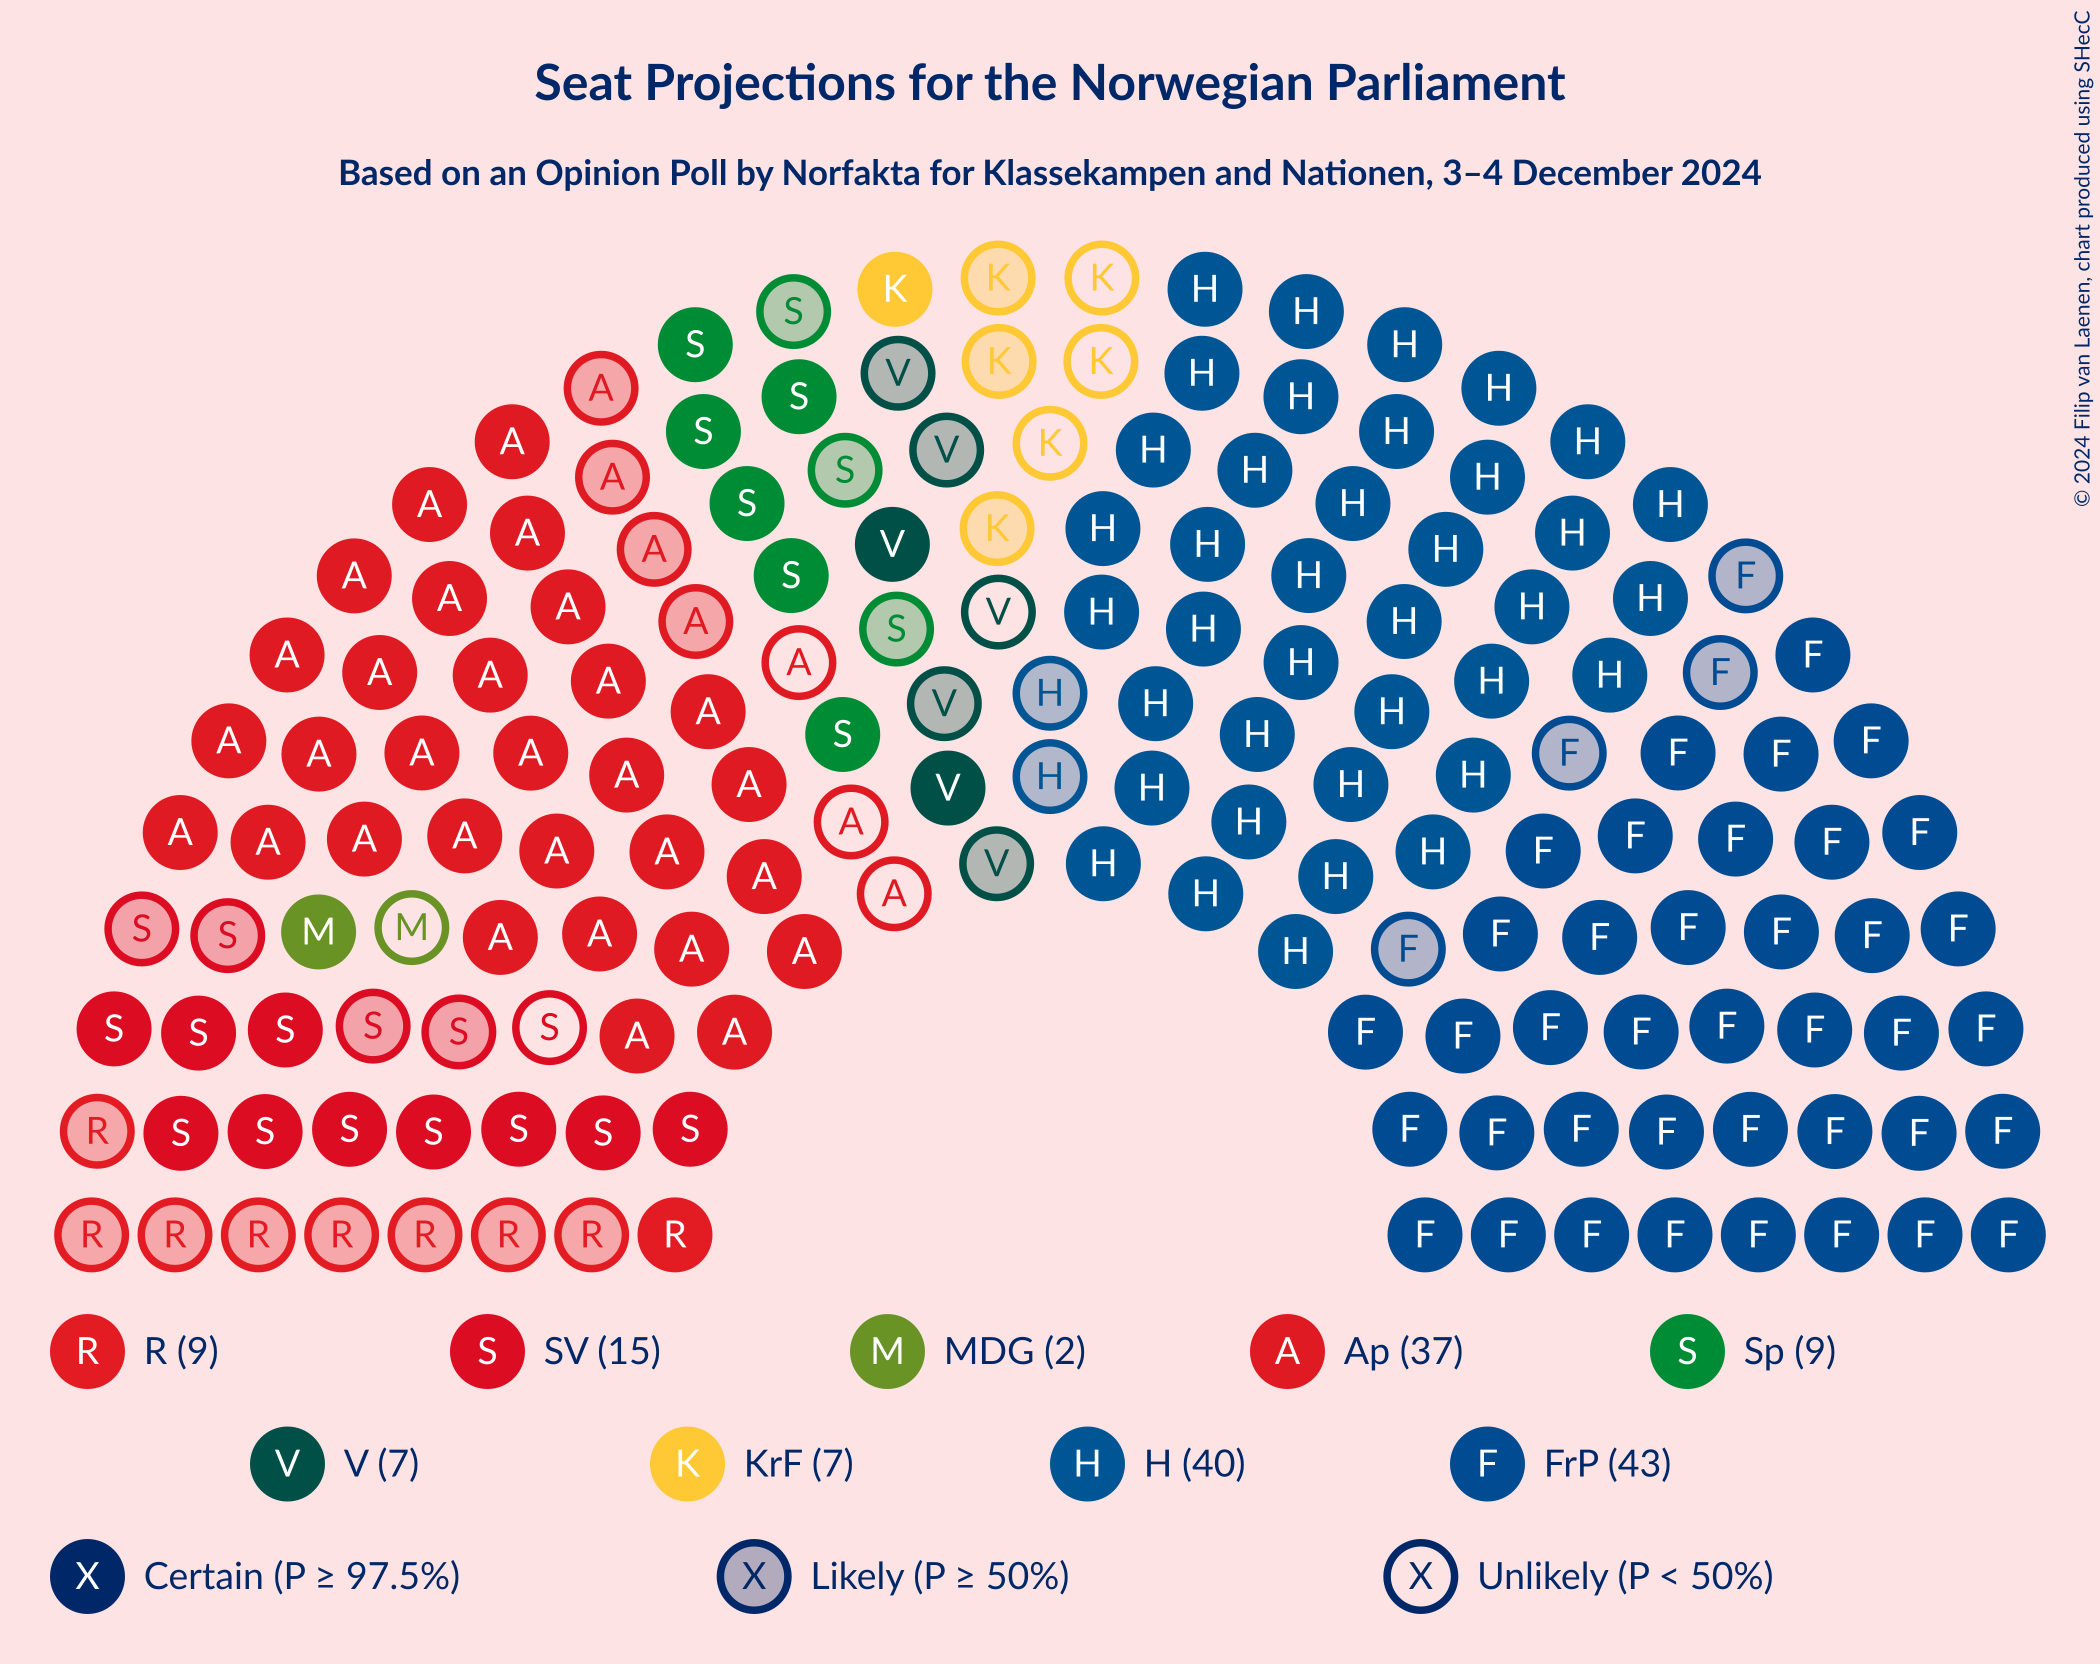 Seat Projections for the Norwegian Parliament
Based on an Opinion Poll by Norfakta for Klassekampen and Nationen, 3–4 December 2024
© 2024 Filip van Laenen, chart produced using SHecC
K K H H
S K H
S V K K H H H
A A S S V K H H H H H
A A A S S V K H H H H H H
A A A A S V H H H H H F
A A A A A S V H H H H H F F
A A A A A A S V H H H H H F F F F
A A A A A A A V H H H H F F F F F
S S M M A A A A A H H F F F F F F F
S S S S S S A A F F F F F F F F
R S S S S S S S F F F F F F F F
R R R R R R R R F F F F F F F F
R R (9) S SV (15) M MDG (2) A Ap (37) S Sp (9)
V V (7) K KrF (7) H H (40) F FrP (43)
X Certain (P ≥ 97.5%) X Likely (P ≥ 50%) X Unlikely (P < 50%)